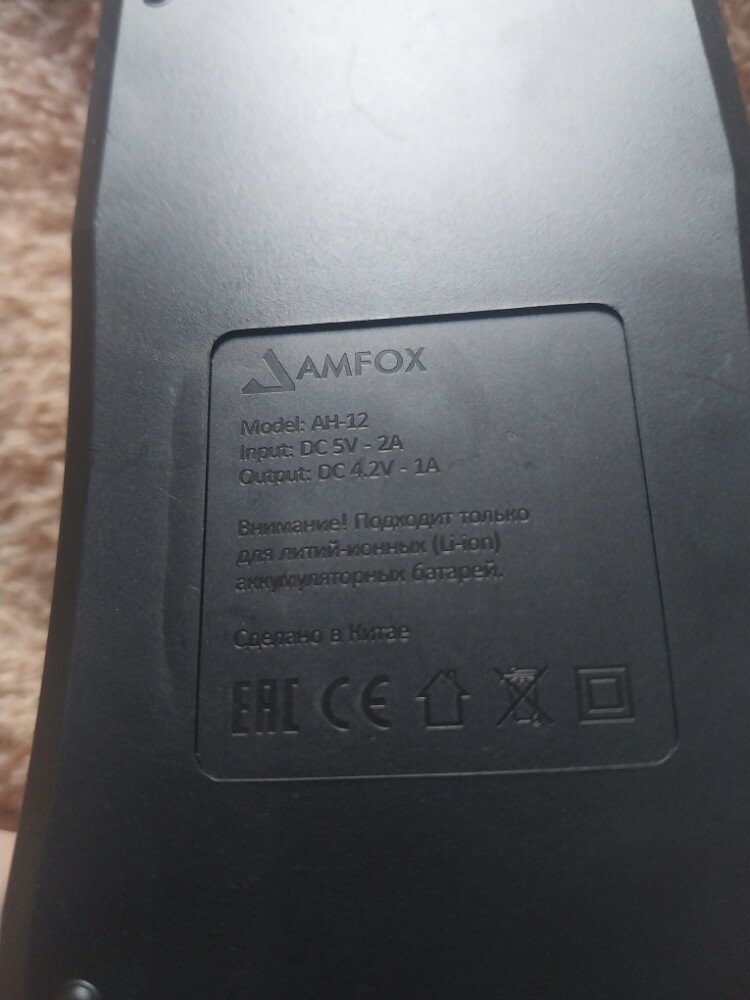 AMFOX
Model: AH-12
Input: DC 5V - 2A
Output: DC 4.2V - 1A
Внимание! Подходит только
для литий-ионных (Li-ion)
аккумуляторных батарей.
Сделано в Китае
EAC CE